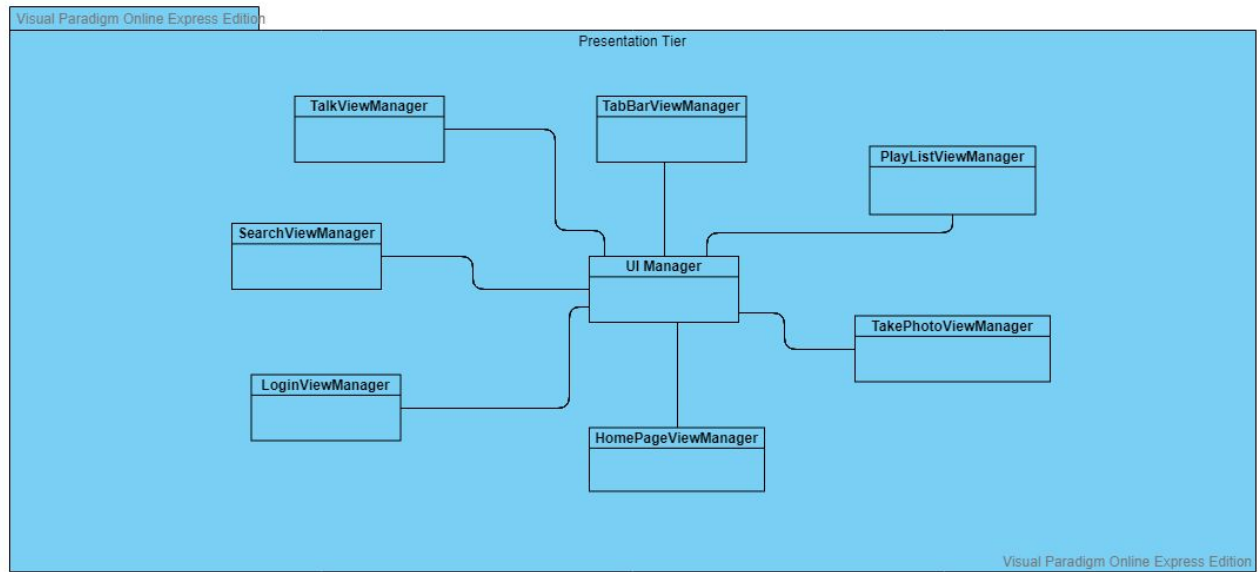 Visual Paradigm Online Express Edition
Presentation Tier
TalkViewManager
TabBarViewManager
PlayListViewManager
SearchViewManager
UI Manager
TakePhotoViewManager
LoginViewManager
HomePageViewManager
Visual Paradigm Online Express Edition